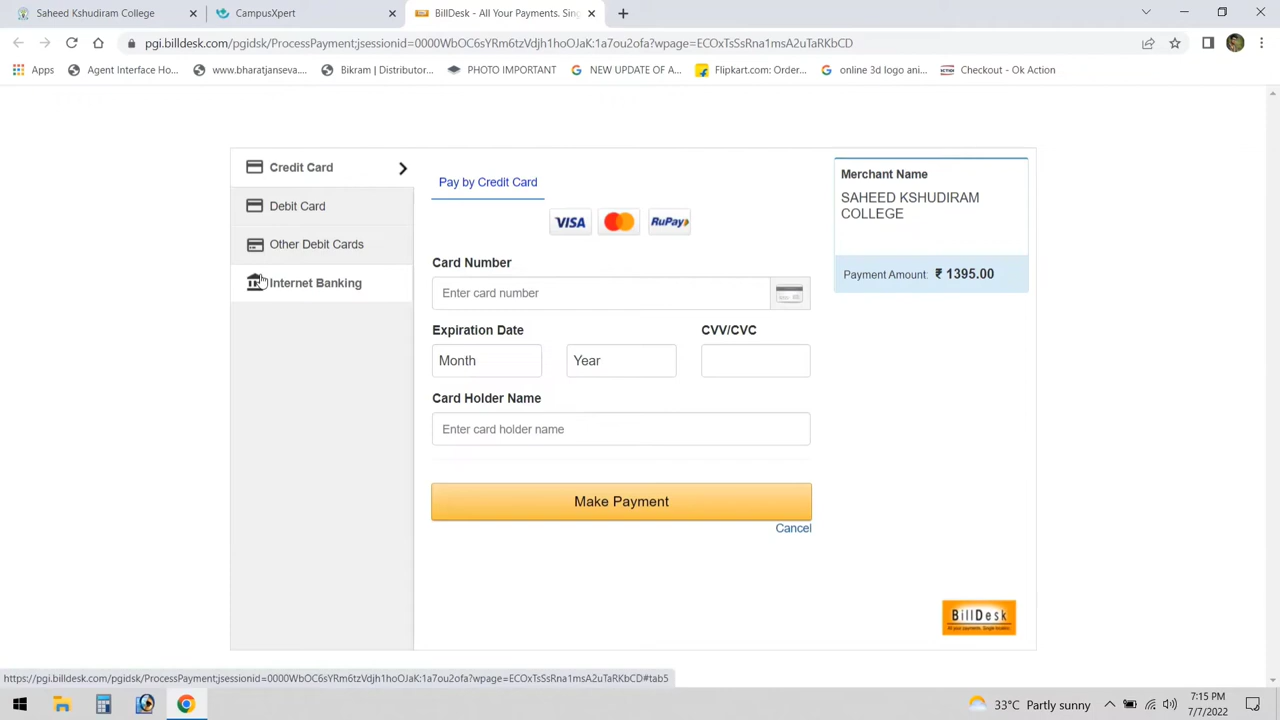 Saheed Kshudiram College
CampusXpert
BillDesk - All Your Payments. Sin
pgi.billdesk.com/pgidsk/ProcessPayment;jsessionid=0000WbOC6sYRm6tzVdjh1hoOJaK:1a7ou2ofa?wpage=ECOxTsSsRna1msA2uTaRKbCD
Apps
Agent Interface Ho...
www.bharatjanseva....
Bikram | Distributor...
PHOTO IMPORTANT
NEW UPDATE OF A...
Flipkart.com: Order...
online 3d logo ani...
Checkout - Ok Action
Credit Card
Debit Card
Other Debit Cards
Internet Banking
Pay by Credit Card
VISA
RuPay
Card Number
Enter card number
Expiration Date
CVV/CVC
Month
Year
Card Holder Name
Enter card holder name
Make Payment
Cancel
Merchant Name
SAHEED KSHUDIRAM
COLLEGE
Payment Amount: ₹ 1395.00
BillDesk
https://pgi.billdesk.com/pgidsk/ProcessPayment;jsessionid=0000WbOC6sYRm6tzVdjh1hoOJaK:1a7ou2ofa?wpage=ECOxTsSsRna1msA2uTaRKbCD#tab5
33°C Partly sunny
7:15 PM
7/7/2022